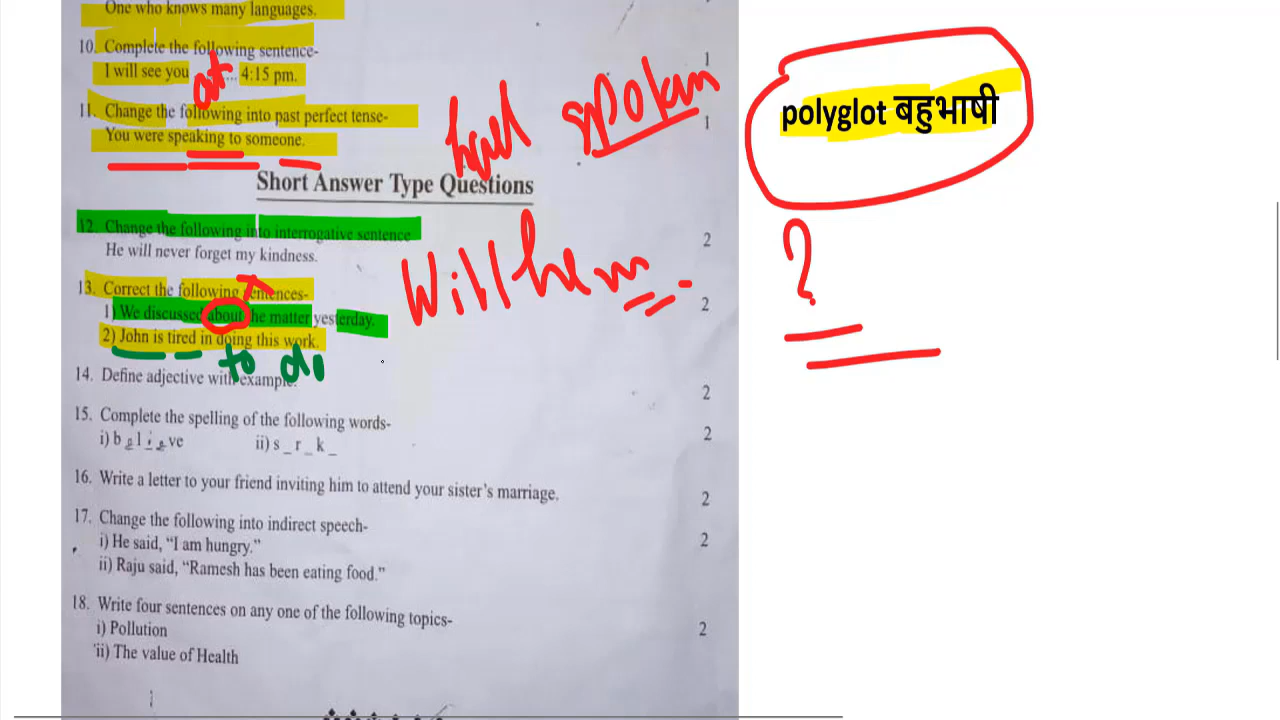 One who knows many languages.
10. Complete the following sentence-
1
I will see you at ... 4:15 pm.
11. Change the following into past perfect tense-
1
You were speaking to someone.
had spoken
polyglot बहुभाषी
Short Answer Type Questions
12. Change the following into interrogative sentence
2
He will never forget my kindness.
Will he
?
13. Correct the following sentences-
2
1) We discussed about the matter yesterday.
2) John is tired in doing this work.
to do
14. Define adjective with example.
2
15. Complete the spelling of the following words-
2
i) b e l i e ve ii) s _ r _ k _
16. Write a letter to your friend inviting him to attend your sister's marriage.
2
17. Change the following into indirect speech-
2
i) He said, “I am hungry.”
ii) Raju said, “Ramesh has been eating food.”
18. Write four sentences on any one of the following topics-
2
i) Pollution
ii) The value of Health